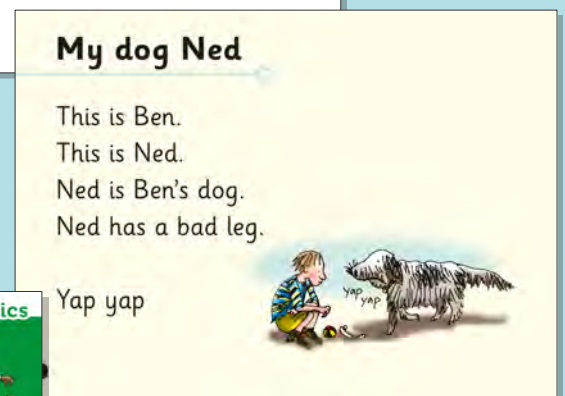 My dog Ned
This is Ben.
This is Ned.
Ned is Ben's dog.
Ned has a bad leg.
Yap yap
yap
yap
ics